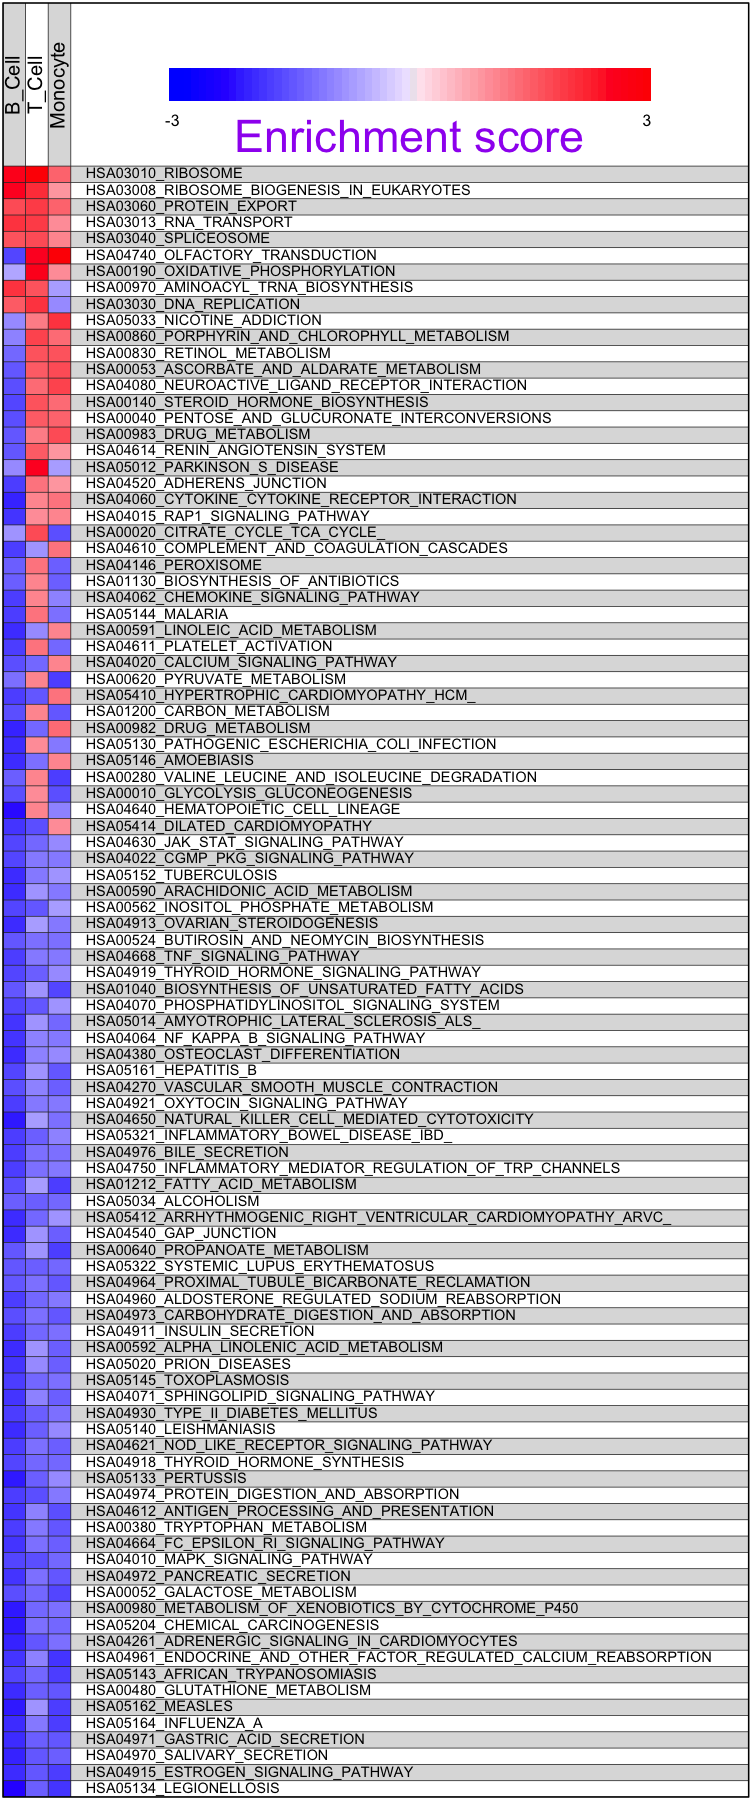 B_Cell
T_Cell
Monocyte
-3
3
Enrichment score
HSA03010_RIBOSOME
HSA03008_RIBOSOME_BIOGENESIS_IN_EUKARYOTES
HSA03060_PROTEIN_EXPORT
HSA03013_RNA_TRANSPORT
HSA03040_SPLICEOSOME
HSA04740_OLFACTORY_TRANSDUCTION
HSA00190_OXIDATIVE_PHOSPHORYLATION
HSA00970_AMINOACYL_TRNA_BIOSYNTHESIS
HSA03030_DNA_REPLICATION
HSA05033_NICOTINE_ADDICTION
HSA00860_PORPHYRIN_AND_CHLOROPHYLL_METABOLISM
HSA00830_RETINOL_METABOLISM
HSA00053_ASCORBATE_AND_ALDARATE_METABOLISM
HSA04080_NEUROACTIVE_LIGAND_RECEPTOR_INTERACTION
HSA00140_STEROID_HORMONE_BIOSYNTHESIS
HSA00040_PENTOSE_AND_GLUCURONATE_INTERCONVERSIONS
HSA00983_DRUG_METABOLISM
HSA04614_RENIN_ANGIOTENSIN_SYSTEM
HSA05012_PARKINSON_S_DISEASE
HSA04520_ADHERENS_JUNCTION
HSA04060_CYTOKINE_CYTOKINE_RECEPTOR_INTERACTION
HSA04015_RAP1_SIGNALING_PATHWAY
HSA00020_CITRATE_CYCLE_TCA_CYCLE_
HSA04610_COMPLEMENT_AND_COAGULATION_CASCADES
HSA04146_PEROXISOME
HSA01130_BIOSYNTHESIS_OF_ANTIBIOTICS
HSA04062_CHEMOKINE_SIGNALING_PATHWAY
HSA05144_MALARIA
HSA00591_LINOLEIC_ACID_METABOLISM
HSA04611_PLATELET_ACTIVATION
HSA04020_CALCIUM_SIGNALING_PATHWAY
HSA00620_PYRUVATE_METABOLISM
HSA05410_HYPERTROPHIC_CARDIOMYOPATHY_HCM_
HSA01200_CARBON_METABOLISM
HSA00982_DRUG_METABOLISM
HSA05130_PATHOGENIC_ESCHERICHIA_COLI_INFECTION
HSA05146_AMOEBIASIS
HSA00280_VALINE_LEUCINE_AND_ISOLEUCINE_DEGRADATION
HSA00010_GLYCOLYSIS_GLUCONEOGENESIS
HSA04640_HEMATOPOIETIC_CELL_LINEAGE
HSA05414_DILATED_CARDIOMYOPATHY
HSA04630_JAK_STAT_SIGNALING_PATHWAY
HSA04022_CGMP_PKG_SIGNALING_PATHWAY
HSA05152_TUBERCULOSIS
HSA00590_ARACHIDONIC_ACID_METABOLISM
HSA00562_INOSITOL_PHOSPHATE_METABOLISM
HSA04913_OVARIAN_STEROIDOGENESIS
HSA00524_BUTIROSIN_AND_NEOMYCIN_BIOSYNTHESIS
HSA04668_TNF_SIGNALING_PATHWAY
HSA04919_THYROID_HORMONE_SIGNALING_PATHWAY
HSA01040_BIOSYNTHESIS_OF_UNSATURATED_FATTY_ACIDS
HSA04070_PHOSPHATIDYLINOSITOL_SIGNALING_SYSTEM
HSA05014_AMYOTROPHIC_LATERAL_SCLEROSIS_ALS_
HSA04064_NF_KAPPA_B_SIGNALING_PATHWAY
HSA04380_OSTEOCLAST_DIFFERENTIATION
HSA05161_HEPATITIS_B
HSA04270_VASCULAR_SMOOTH_MUSCLE_CONTRACTION
HSA04921_OXYTOCIN_SIGNALING_PATHWAY
HSA04650_NATURAL_KILLER_CELL_MEDIATED_CYTOTOXICITY
HSA05321_INFLAMMATORY_BOWEL_DISEASE_IBD_
HSA04976_BILE_SECRETION
HSA04750_INFLAMMATORY_MEDIATOR_REGULATION_OF_TRP_CHANNELS
HSA01212_FATTY_ACID_METABOLISM
HSA05034_ALCOHOLISM
HSA05412_ARRHYTHMOGENIC_RIGHT_VENTRICULAR_CARDIOMYOPATHY_ARVC_
HSA04540_GAP_JUNCTION
HSA00640_PROPANOATE_METABOLISM
HSA05322_SYSTEMIC_LUPUS_ERYTHEMATOSUS
HSA04964_PROXIMAL_TUBULE_BICARBONATE_RECLAMATION
HSA04960_ALDOSTERONE_REGULATED_SODIUM_REABSORPTION
HSA04973_CARBOHYDRATE_DIGESTION_AND_ABSORPTION
HSA04911_INSULIN_SECRETION
HSA00592_ALPHA_LINOLENIC_ACID_METABOLISM
HSA05020_PRION_DISEASES
HSA05145_TOXOPLASMOSIS
HSA04071_SPHINGOLIPID_SIGNALING_PATHWAY
HSA04930_TYPE_II_DIABETES_MELLITUS
HSA05140_LEISHMANIASIS
HSA04621_NOD_LIKE_RECEPTOR_SIGNALING_PATHWAY
HSA04918_THYROID_HORMONE_SYNTHESIS
HSA05133_PERTUSSIS
HSA04974_PROTEIN_DIGESTION_AND_ABSORPTION
HSA04612_ANTIGEN_PROCESSING_AND_PRESENTATION
HSA00380_TRYPTOPHAN_METABOLISM
HSA04664_FC_EPSILON_RI_SIGNALING_PATHWAY
HSA04010_MAPK_SIGNALING_PATHWAY
HSA04972_PANCREATIC_SECRETION
HSA00052_GALACTOSE_METABOLISM
HSA00980_METABOLISM_OF_XENOBIOTICS_BY_CYTOCHROME_P450
HSA05204_CHEMICAL_CARCINOGENESIS
HSA04261_ADRENERGIC_SIGNALING_IN_CARDIOMYOCYTES
HSA04961_ENDOCRINE_AND_OTHER_FACTOR_REGULATED_CALCIUM_REABSORPTION
HSA05143_AFRICAN_TRYPANOSOMIASIS
HSA00480_GLUTATHIONE_METABOLISM
HSA05162_MEASLES
HSA05164_INFLUENZA_A
HSA04971_GASTRIC_ACID_SECRETION
HSA04970_SALIVARY_SECRETION
HSA04915_ESTROGEN_SIGNALING_PATHWAY
HSA05134_LEGIONELLOSIS